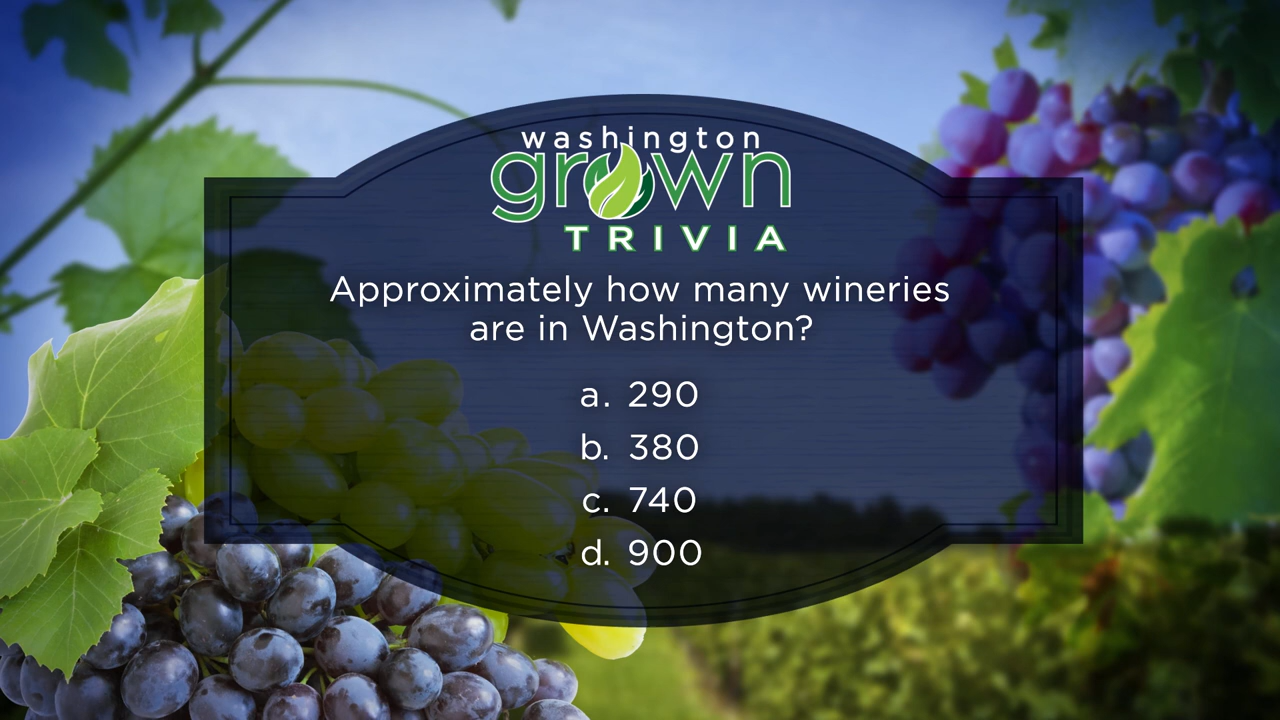 washington
grown
TRIVIA
Approximately how many wineries
are in Washington?
a. 290
b. 380
c. 740
d. 900